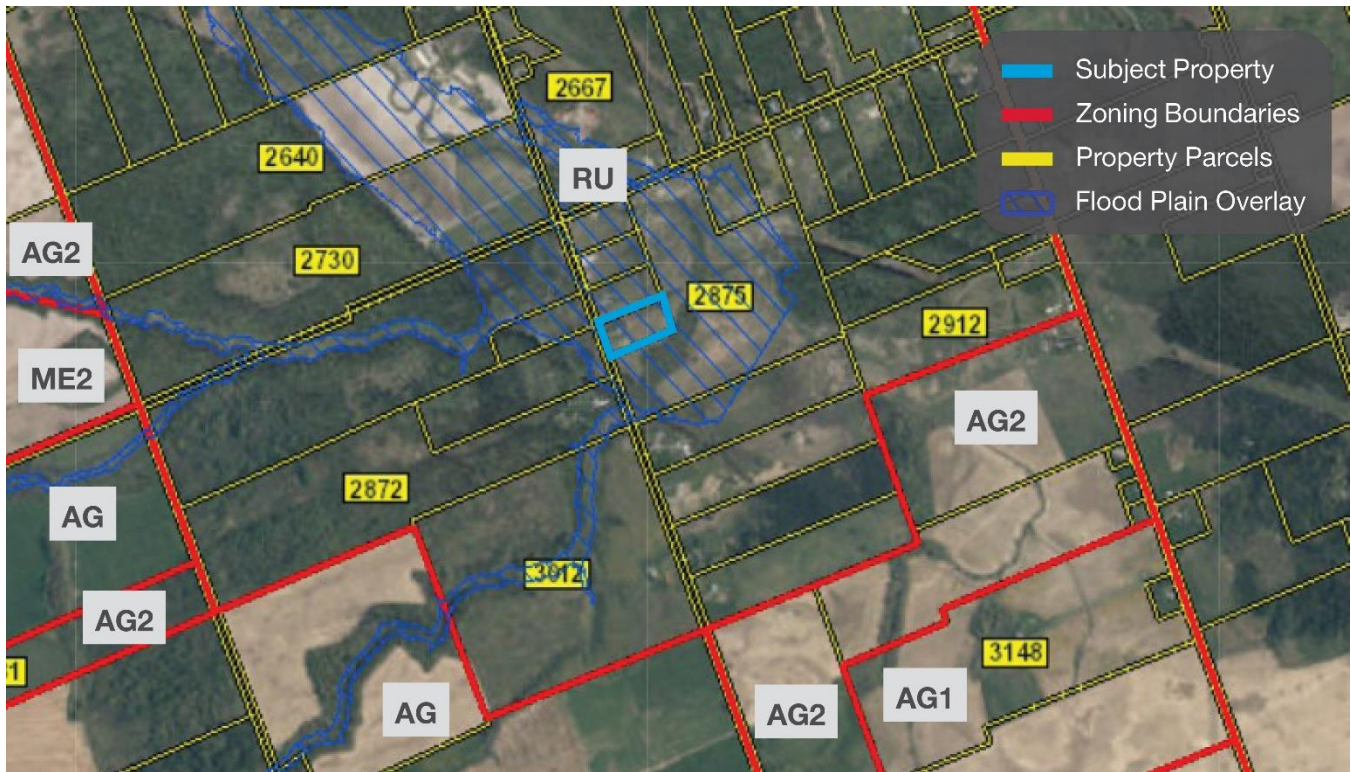 2667
Subject Property
Zoning Boundaries
Property Parcels
Flood Plain Overlay
2640
RU
AG2
2730
2875
2912
ME2
AG2
2872
AG
3012
AG2
3148
61
AG
AG2
AG1